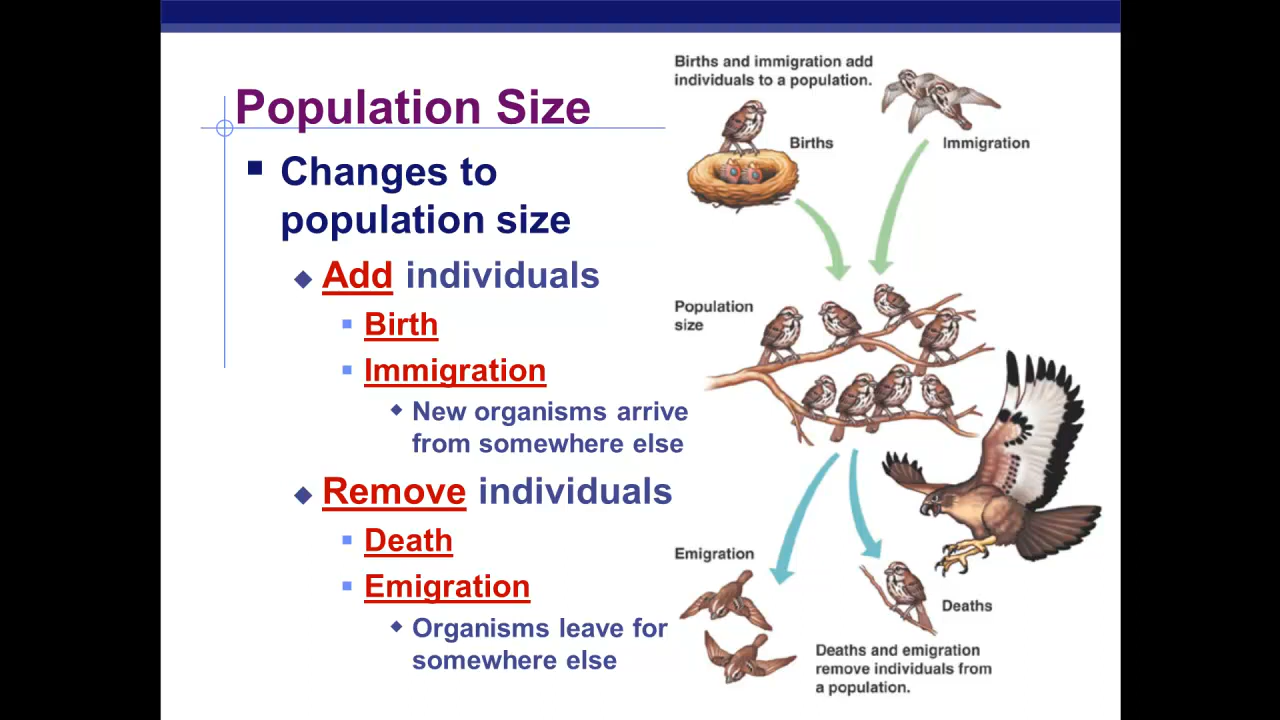 Population Size
Changes to
population size
Add individuals
Birth
Immigration
New organisms arrive
from somewhere else
Remove individuals
Death
Emigration
Organisms leave for
somewhere else
Births and immigration add
individuals to a population.
Births
Immigration
Population
size
Emigration
Deaths
Deaths and emigration
remove individuals from
a population.